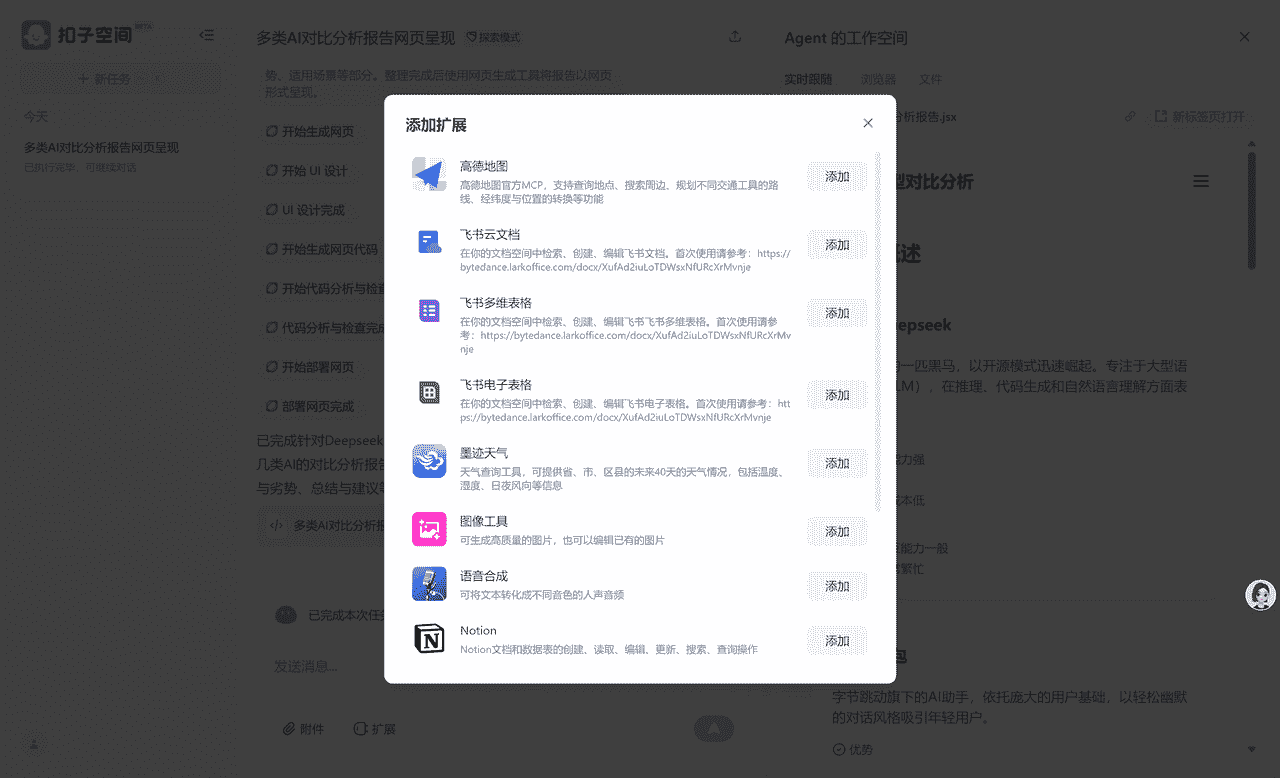 扣子空间 BETA
新任务
今天
多类AI对比分析报告网页呈现
已执行完毕，可继续对话
多类AI对比分析报告网页呈现 探索模式
势、适用场景等部分。整理完成后使用网页生成工具将报告以网页
形式呈现。
开始生成网页
开始 UI 设计
UI 设计完成
开始生成网页代码
开始代码分析与检查
代码分析与检查完成
开始部署网页
部署网页完成
已完成针对Deepseek
几类AI的对比分析报告
与劣势、总结与建议等
多类AI对比分析报
已完成本次任务
发送消息...
附件
扩展
添加扩展
高德地图
高德地图官方MCP，支持查询地点、搜索周边、规划不同交通工具的路
线、经纬度与位置的转换等功能
添加
飞书云文档
在你的文档空间中检索、创建、编辑飞书文档。首次使用请参考：https://
bytedance.larkoffice.com/docx/XufAd2iuLoTDWsxNfURcXrMvnje
添加
飞书多维表格
在你的文档空间中检索、创建、编辑飞书飞书多维表格。首次使用请参
考：https://bytedance.larkoffice.com/docx/XufAd2iuLoTDWsxNfURcXrMv
nje
添加
飞书电子表格
在你的文档空间中检索、创建、编辑飞书电子表格。首次使用请参考：htt
ps://bytedance.larkoffice.com/docx/XufAd2iuLoTDWsxNfURcXrMvnje
添加
墨迹天气
天气查询工具，可提供省、市、区县的未来40天的天气情况，包括温度、
湿度、日夜风向等信息
添加
图像工具
可生成高质量的图片，也可以编辑已有的图片
添加
语音合成
可将文本转化成不同音色的人声音频
添加
Notion
Notion文档和数据表的创建、读取、编辑、更新、搜索、查询操作
添加
Agent 的工作空间
实时跟随
浏览器
文件
分析报告.jsx
新标签页打开
型对比分析
概述
epseek
一匹黑马，以开源模式迅速崛起。专注于大型语
LM），在推理、代码生成和自然语言理解方面表
能力强
成本低
能力一般
繁忙
包
字节跳动旗下的AI助手，依托庞大的用户基础，以轻松幽默
的对话风格吸引年轻用户。
优势